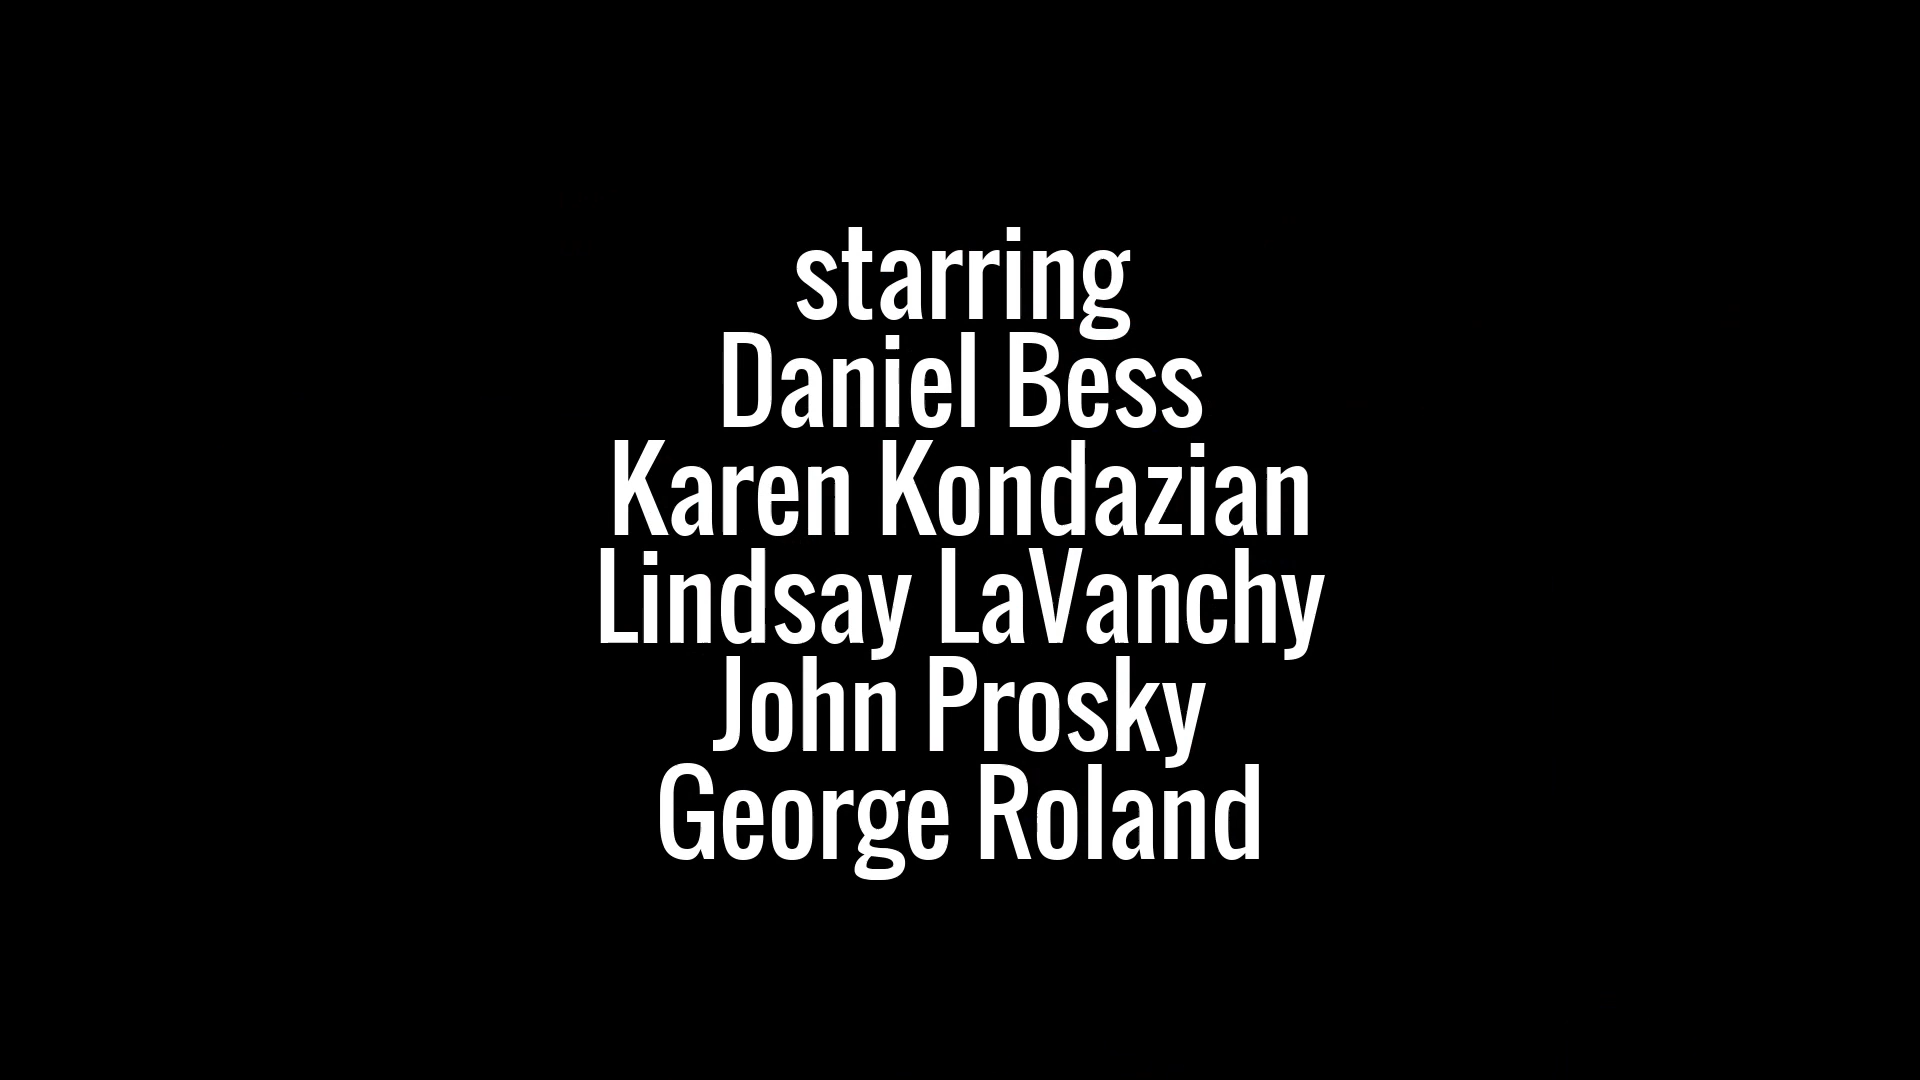 starring
Daniel Bess
Karen Kondazian
Lindsay LaVanchy
John Prosky
George Roland